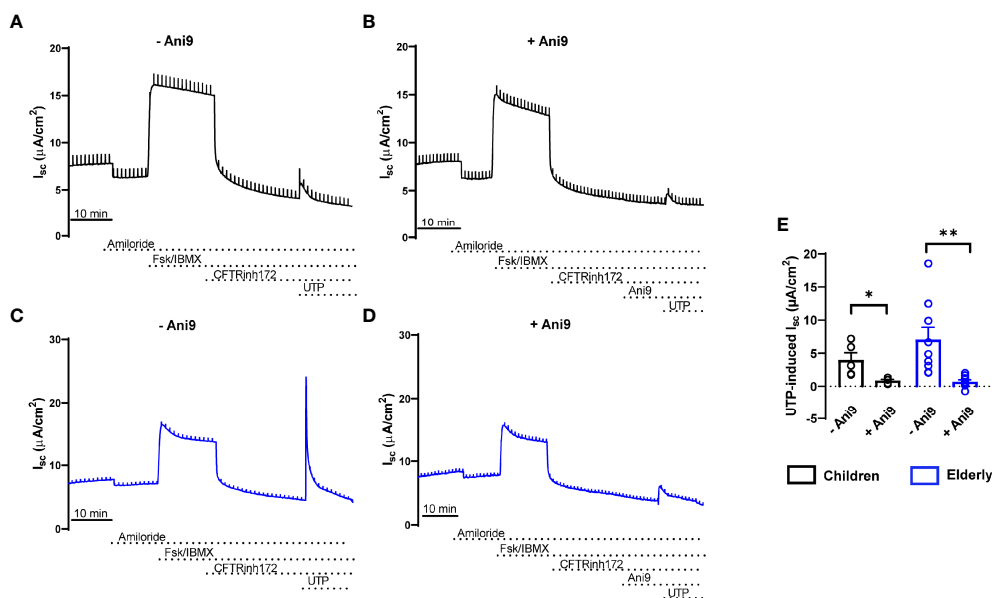 A
- Ani9
20
15
10
5
0
Isc (μA/cm²)
10 min
Amiloride
Fsk/IBMX
CFTRinh172
UTP
B
+ Ani9
20
15
10
5
0
Isc (μA/cm²)
10 min
Amiloride
Fsk/IBMX
CFTRinh172
Ani9
UTP
C
- Ani9
30
20
10
0
Isc (μA/cm²)
10 min
Amiloride
Fsk/IBMX
CFTRinh172
UTP
D
+ Ani9
30
20
10
0
Isc (μA/cm²)
10 min
Amiloride
Fsk/IBMX
CFTRinh172
Ani9
UTP
E
**
*
20
15
10
5
0
-5
UTP-induced Isc (μA/cm²)
- Ani9
+ Ani9
- Ani9
+ Ani9
Children
Elderly